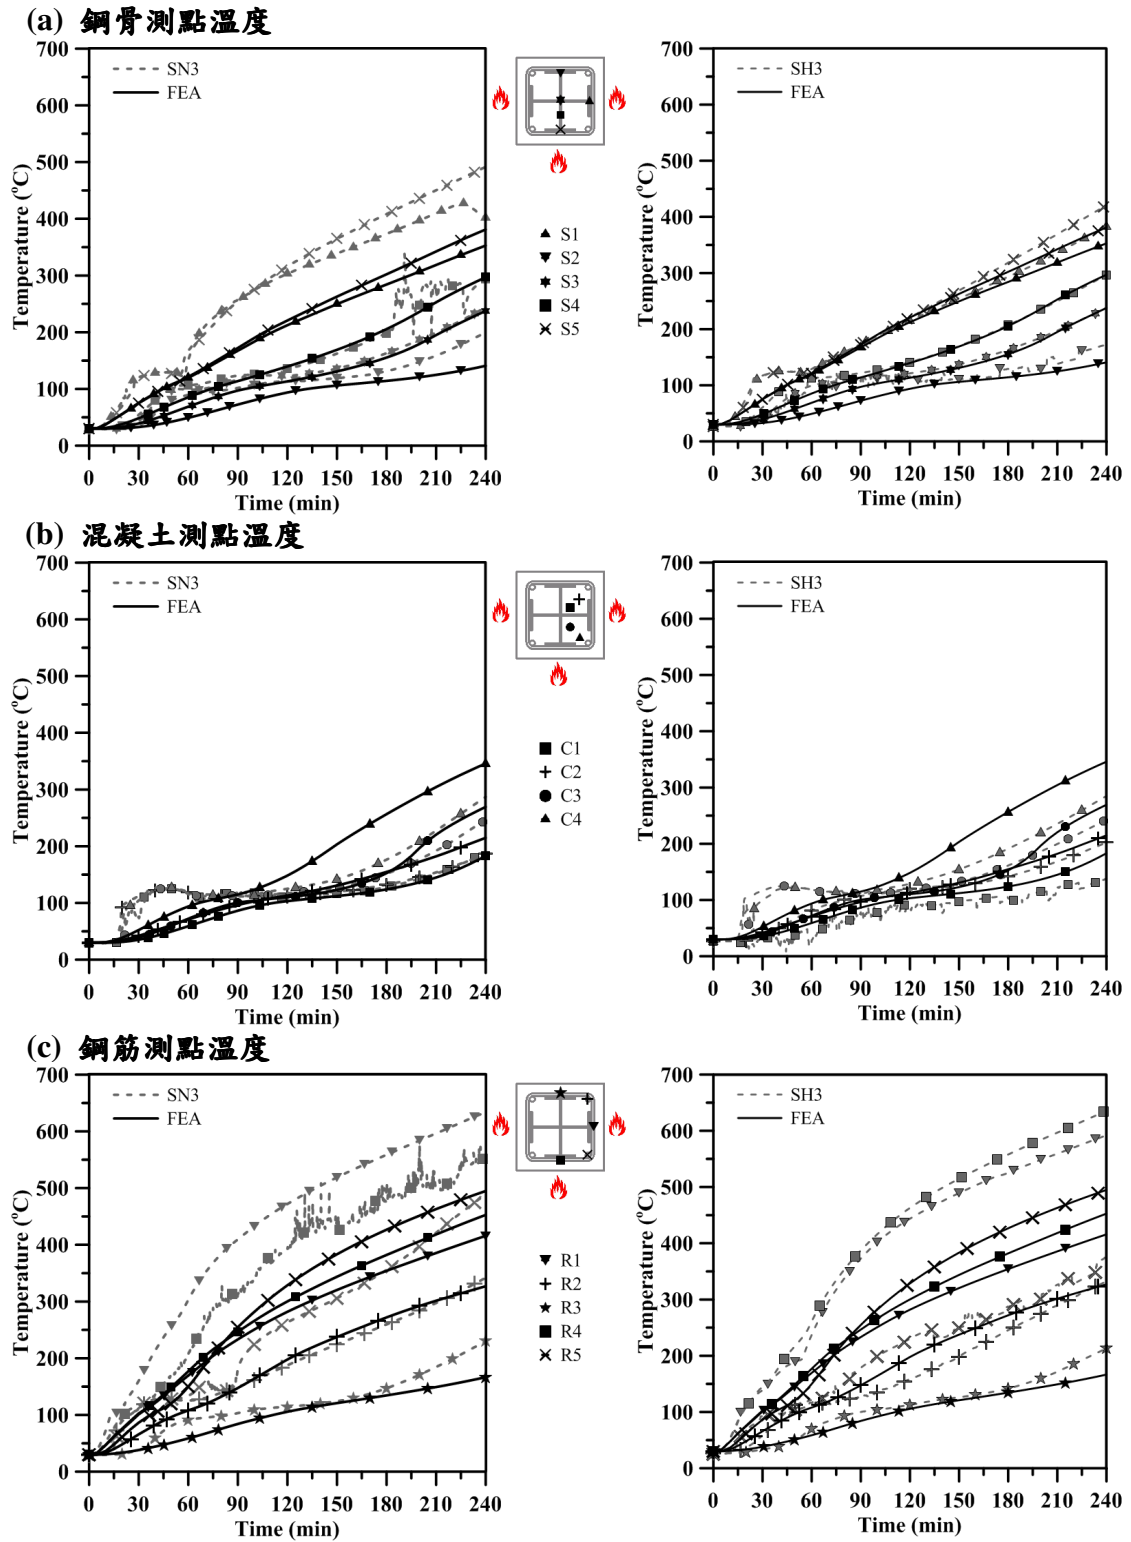 (a) 鋼骨測點溫度
700
600
500
400
300
200
100
0
Temperature (°C)
SN3
FEA
0 30 60 90 120 150 180 210 240
Time (min)
S1
S2
S3
S4
S5
700
600
500
400
300
200
100
0
Temperature (°C)
SH3
FEA
0 30 60 90 120 150 180 210 240
Time (min)
(b) 混凝土測點溫度
700
600
500
400
300
200
100
0
Temperature (°C)
SN3
FEA
0 30 60 90 120 150 180 210 240
Time (min)
C1
C2
C3
C4
700
600
500
400
300
200
100
0
Temperature (°C)
SH3
FEA
0 30 60 90 120 150 180 210 240
Time (min)
(c) 鋼筋測點溫度
700
600
500
400
300
200
100
0
Temperature (°C)
SN3
FEA
0 30 60 90 120 150 180 210 240
Time (min)
R1
R2
R3
R4
R5
700
600
500
400
300
200
100
0
Temperature (°C)
SH3
FEA
0 30 60 90 120 150 180 210 240
Time (min)